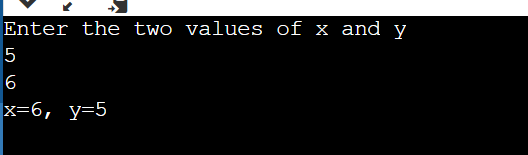 Enter the two values of x and y
5
6
x=6, y=5